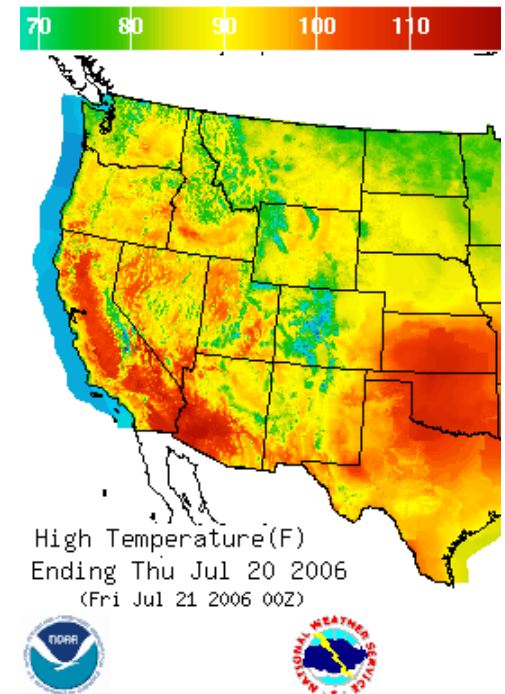 70 80 90 100 110
High Temperature(F)
Ending Thu Jul 20 2006
(Fri Jul 21 2006 00Z)
NOAA
NATIONAL WEATHER SERVICE